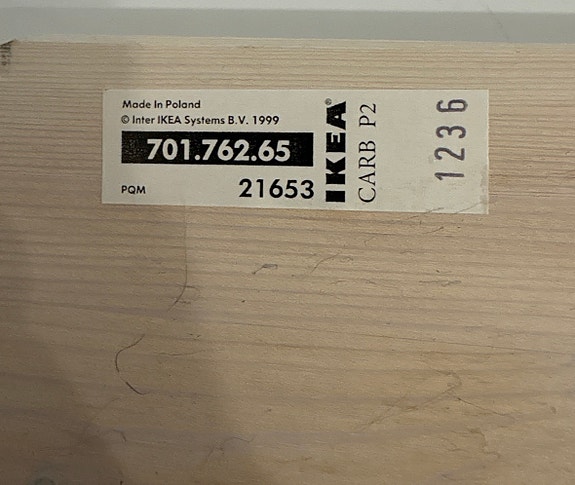 Made In Poland
© Inter IKEA Systems B.V. 1999
701.762.65
PQM 21653
IKEA®
CARB P2
1236